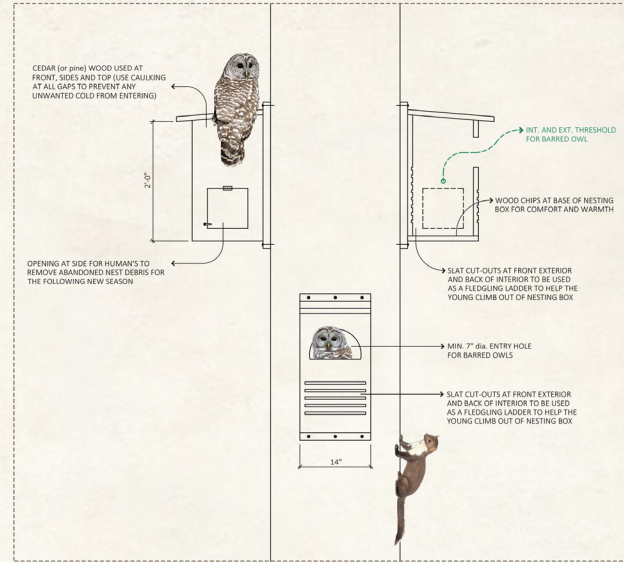 CEDAR (or pine) WOOD USED AT
FRONT, SIDES AND TOP (USE CAULKING
AT ALL GAPS TO PREVENT ANY
UNWANTED COLD FROM ENTERING)
2'-0"
OPENING AT SIDE FOR HUMAN'S TO
REMOVE ABANDONED NEST DEBRIS FOR
THE FOLLOWING NEW SEASON
INT. AND EXT. THRESHOLD
FOR BARRED OWL
WOOD CHIPS AT BASE OF NESTING
BOX FOR COMFORT AND WARMTH
SLAT CUT-OUTS AT FRONT EXTERIOR
AND BACK OF INTERIOR TO BE USED
AS A FLEDGLING LADDER TO HELP THE
YOUNG CLIMB OUT OF NESTING BOX
MIN. 7" dia. ENTRY HOLE
FOR BARRED OWLS
SLAT CUT-OUTS AT FRONT EXTERIOR
AND BACK OF INTERIOR TO BE USED
AS A FLEDGLING LADDER TO HELP THE
YOUNG CLIMB OUT OF NESTING BOX
14"